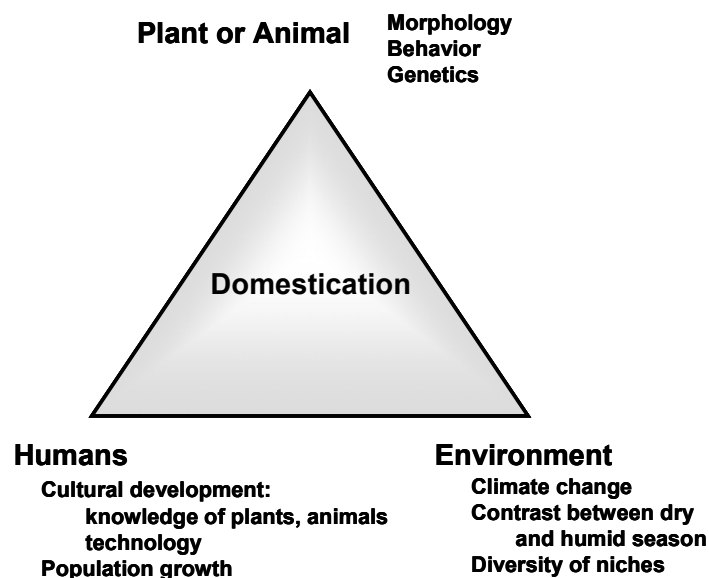 Plant or Animal
Morphology
Behavior
Genetics
Domestication
Humans
Cultural development:
knowledge of plants, animals
technology
Population growth
Environment
Climate change
Contrast between dry
and humid season
Diversity of niches